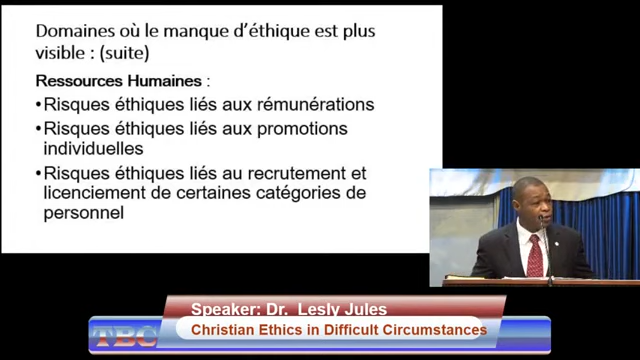 Domaines où le manque d'éthique est plus
visible : (suite)
Ressources Humaines :
•Risques éthiques liés aux rémunérations
•Risques éthiques liés aux promotions
individuelles
•Risques éthiques liés au recrutement et
licenciement de certaines catégories de
personnel
Speaker: Dr. Lesly Jules
TBC
Christian Ethics in Difficult Circumstances